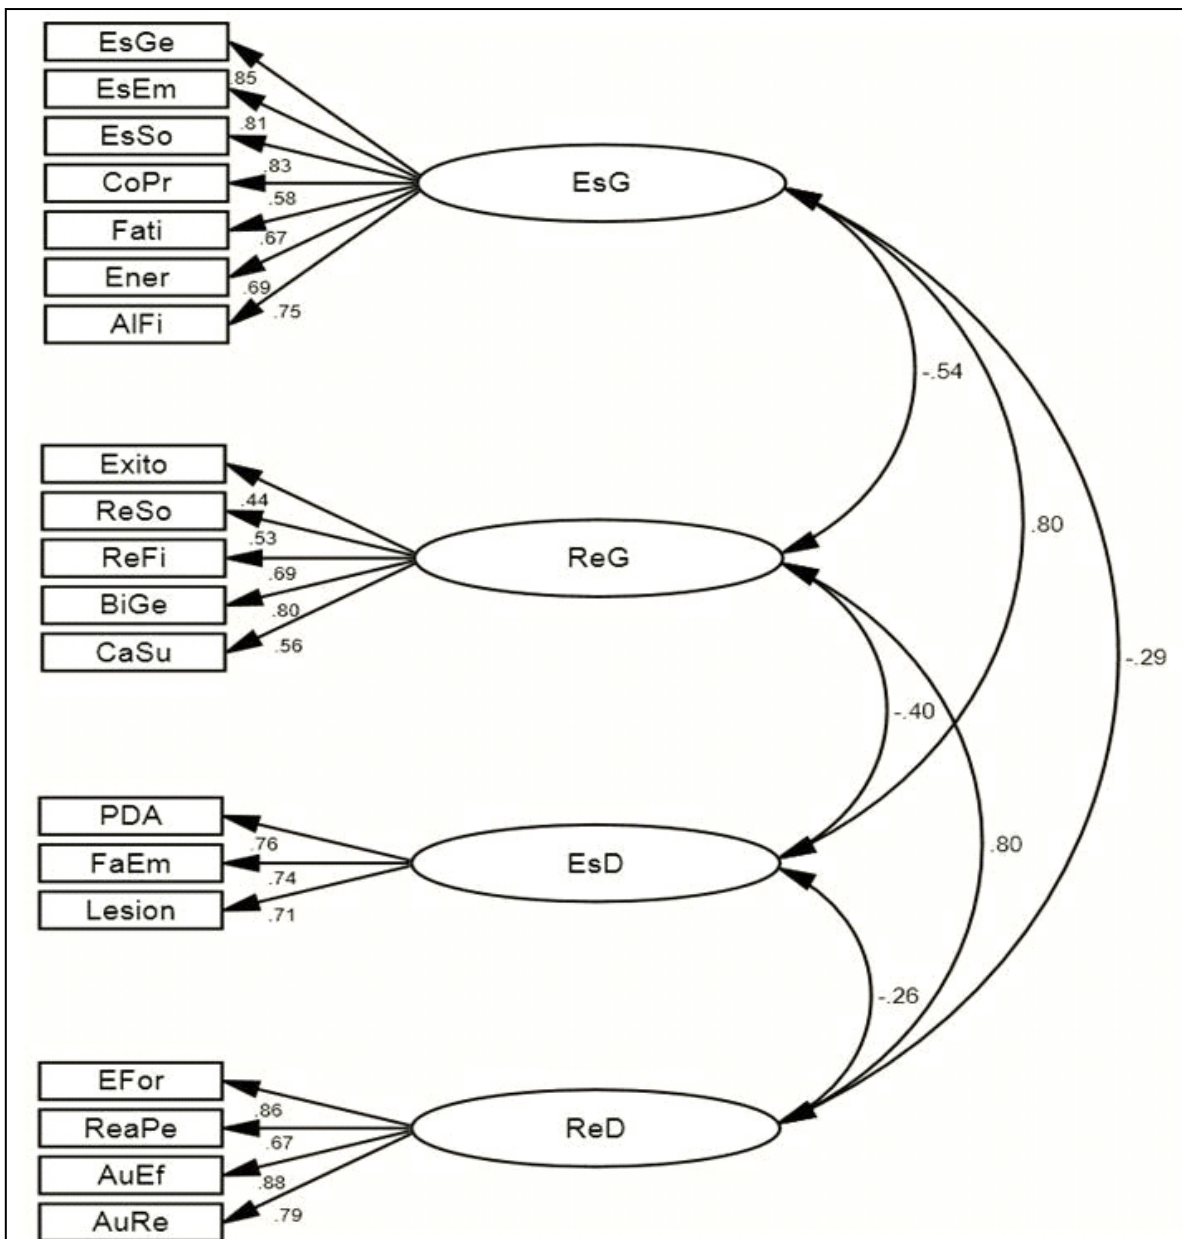 EsGe
.85
EsEm
.81
EsSo
.83
CoPr
.58
Fati
.67
Ener
.69
AlFi
.75
EsG
-.54
.80
-.29
Exito
.44
ReSo
.53
ReFi
.69
BiGe
.80
CaSu
.56
ReG
-.40
.80
PDA
.76
FaEm
.74
Lesion
.71
EsD
-.26
EFor
.86
ReaPe
.67
AuEf
.88
AuRe
.79
ReD